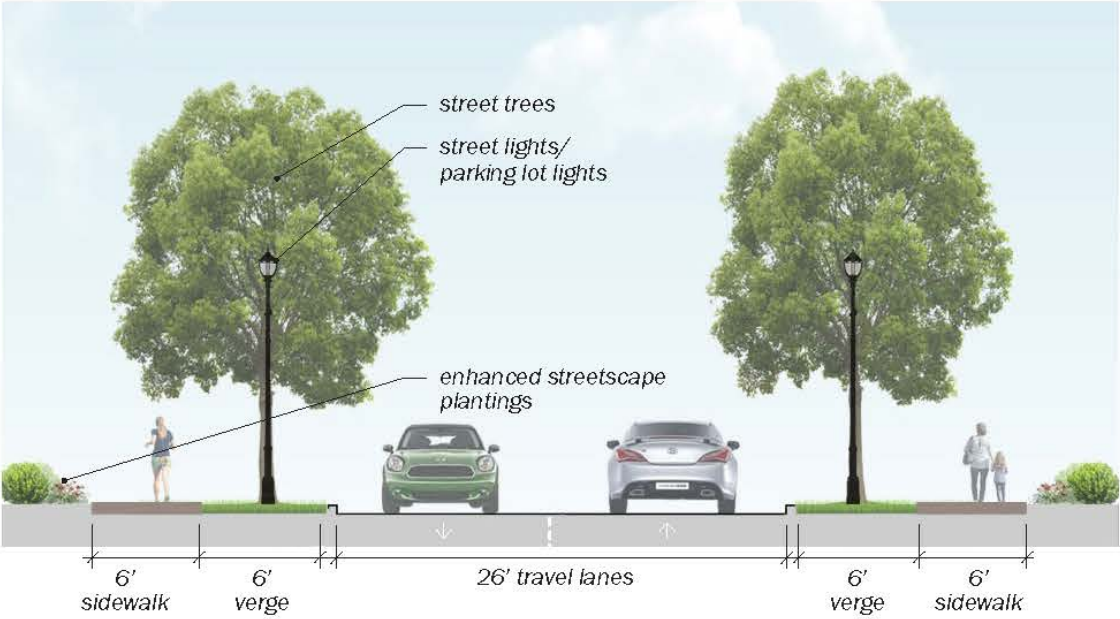 street trees
street lights/
parking lot lights
enhanced streetscape
plantings
6'
sidewalk
6'
verge
26' travel lanes
6'
verge
6'
sidewalk